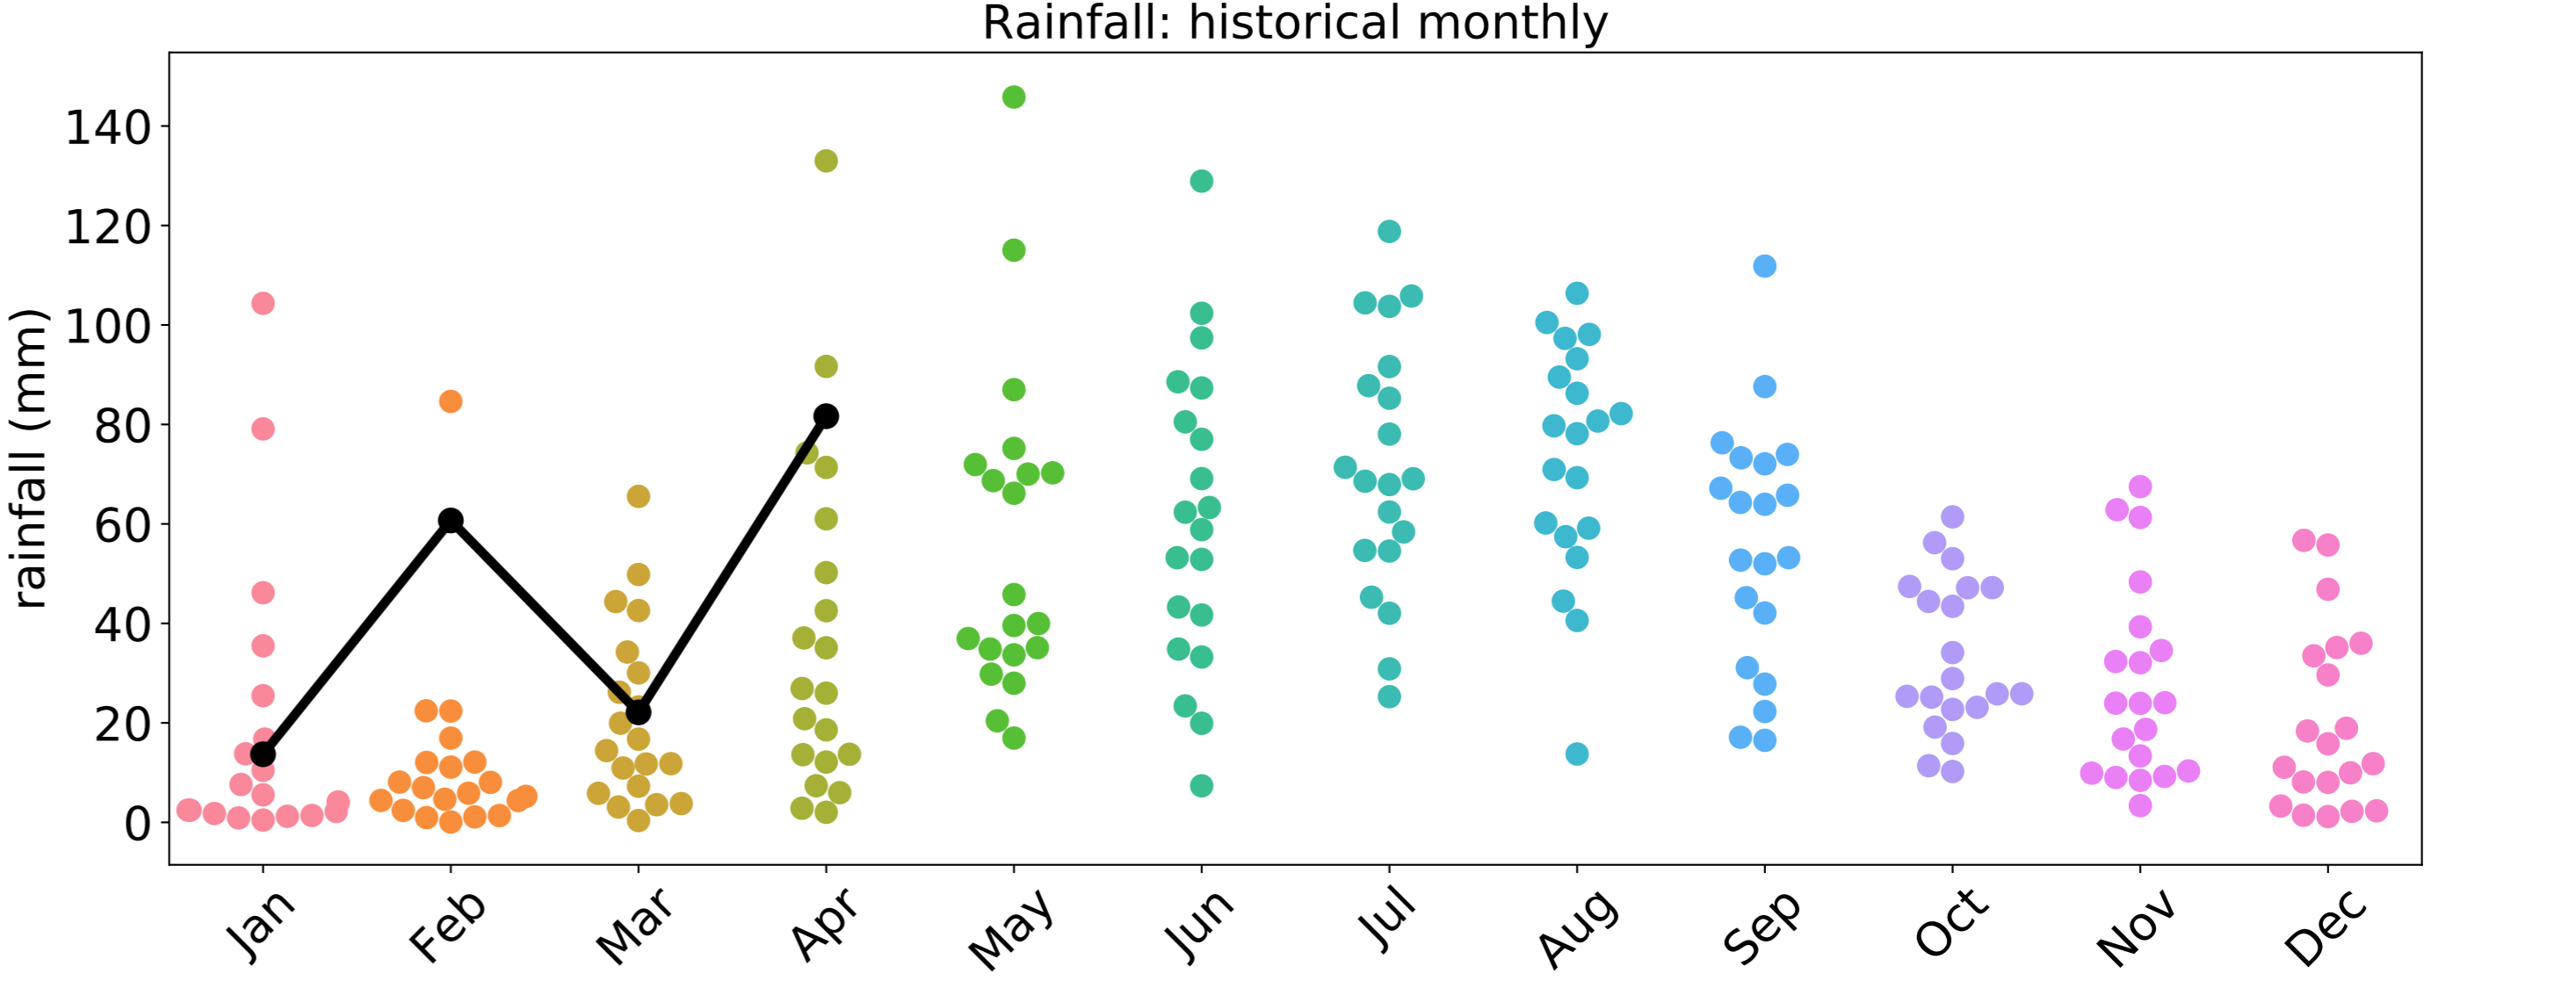 Rainfall: historical monthly
rainfall (mm)
140
120
100
80
60
40
20
0
Jan
Feb
Mar
Apr
May
Jun
Jul
Aug
Sep
Oct
Nov
Dec